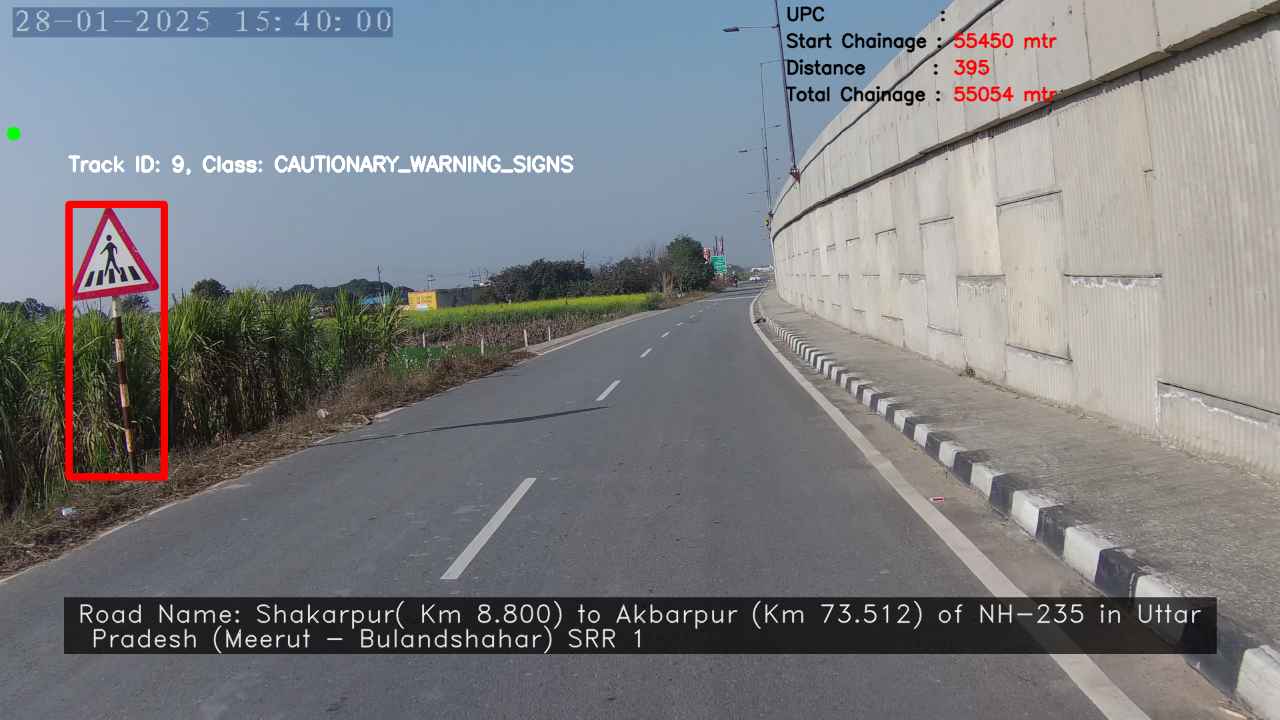 28-01-2025 15:40:00
UPC :
Start Chainage : 55450 mtr
Distance : 395
Total Chainage : 55054 mtr
Track ID: 9, Class: CAUTIONARY_WARNING_SIGNS
Road Name: Shakarpur( Km 8.800) to Akbarpur (Km 73.512) of NH-235 in Uttar
Pradesh (Meerut - Bulandshahar) SRR 1